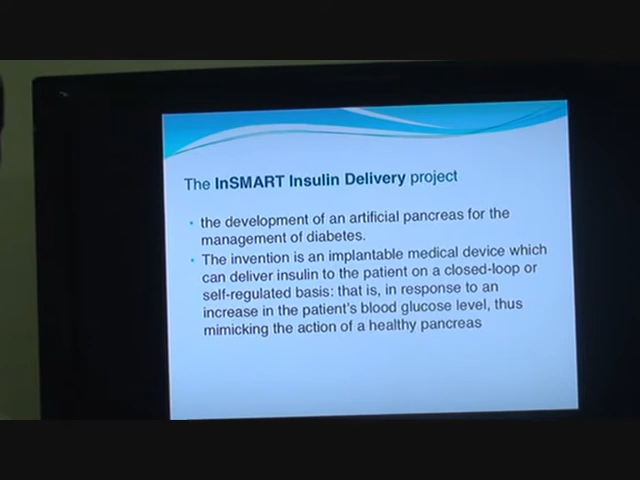 The InSMART Insulin Delivery project
• the development of an artificial pancreas for the
management of diabetes.
• The invention is an implantable medical device which
can deliver insulin to the patient on a closed-loop or
self-regulated basis: that is, in response to an
increase in the patient's blood glucose level, thus
mimicking the action of a healthy pancreas